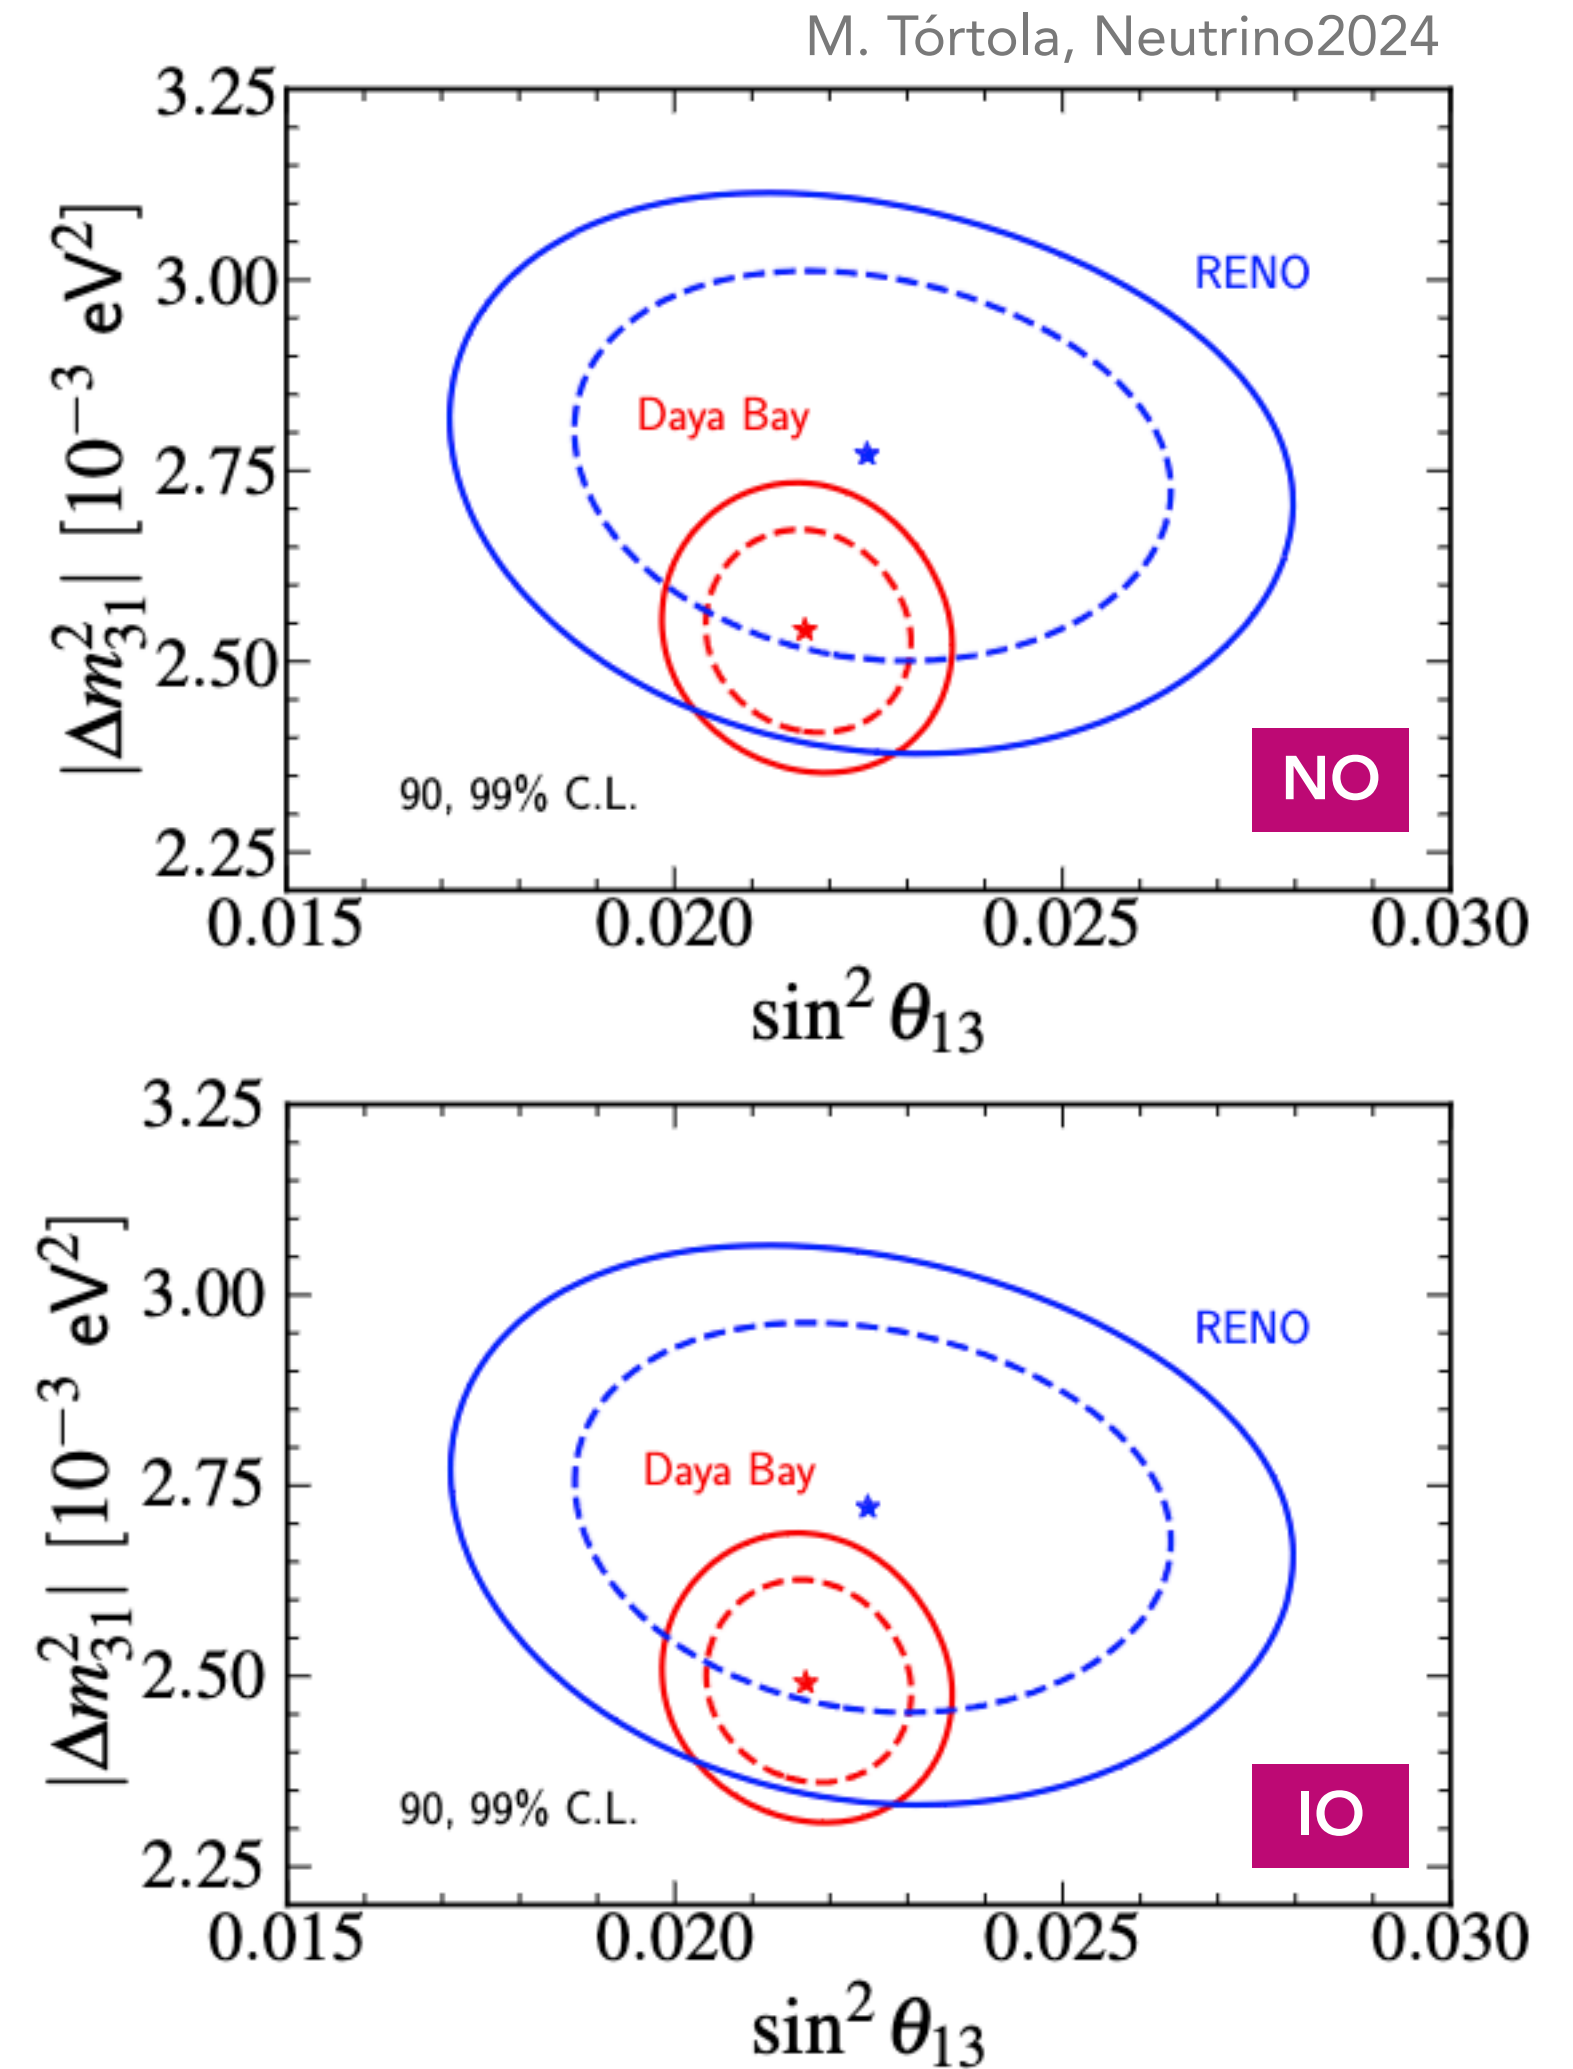 M. Tórtola, Neutrino2024
3.25
3.00
2.75
2.50
2.25
|Δm²₃₁| [10⁻³ eV²]
RENO
Daya Bay
90, 99% C.L.
NO
0.015 0.020 0.025 0.030
sin² θ₁₃
3.25
3.00
2.75
2.50
2.25
|Δm²₃₁| [10⁻³ eV²]
RENO
Daya Bay
90, 99% C.L.
IO
0.015 0.020 0.025 0.030
sin² θ₁₃